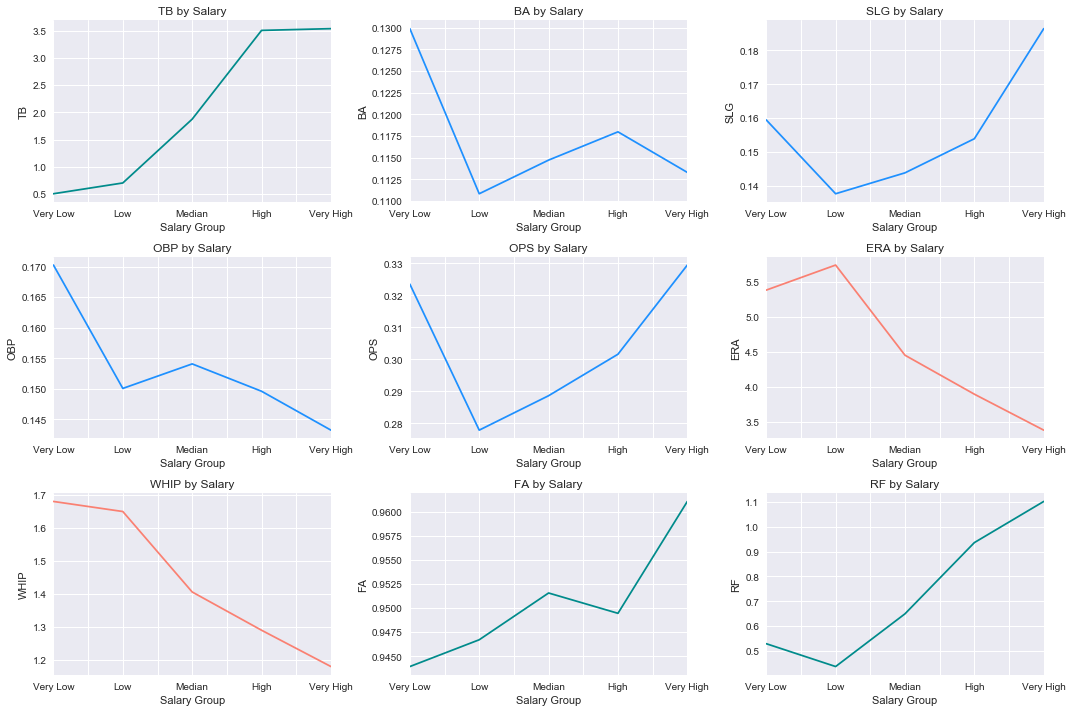 TB by Salary
3.5
3.0
2.5
2.0
1.5
1.0
0.5
TB
Very Low Low Median High Very High
Salary Group
BA by Salary
0.1300
0.1275
0.1250
0.1225
0.1200
0.1175
0.1150
0.1125
0.1100
BA
Very Low Low Median High Very High
Salary Group
SLG by Salary
0.18
0.17
0.16
0.15
0.14
SLG
Very Low Low Median High Very High
Salary Group
OBP by Salary
0.170
0.165
0.160
0.155
0.150
0.145
OBP
Very Low Low Median High Very High
Salary Group
OPS by Salary
0.33
0.32
0.31
0.30
0.29
0.28
OPS
Very Low Low Median High Very High
Salary Group
ERA by Salary
5.5
5.0
4.5
4.0
3.5
ERA
Very Low Low Median High Very High
Salary Group
WHIP by Salary
1.7
1.6
1.5
1.4
1.3
1.2
WHIP
Very Low Low Median High Very High
Salary Group
FA by Salary
0.9600
0.9575
0.9550
0.9525
0.9500
0.9475
0.9450
FA
Very Low Low Median High Very High
Salary Group
RF by Salary
1.1
1.0
0.9
0.8
0.7
0.6
0.5
RF
Very Low Low Median High Very High
Salary Group